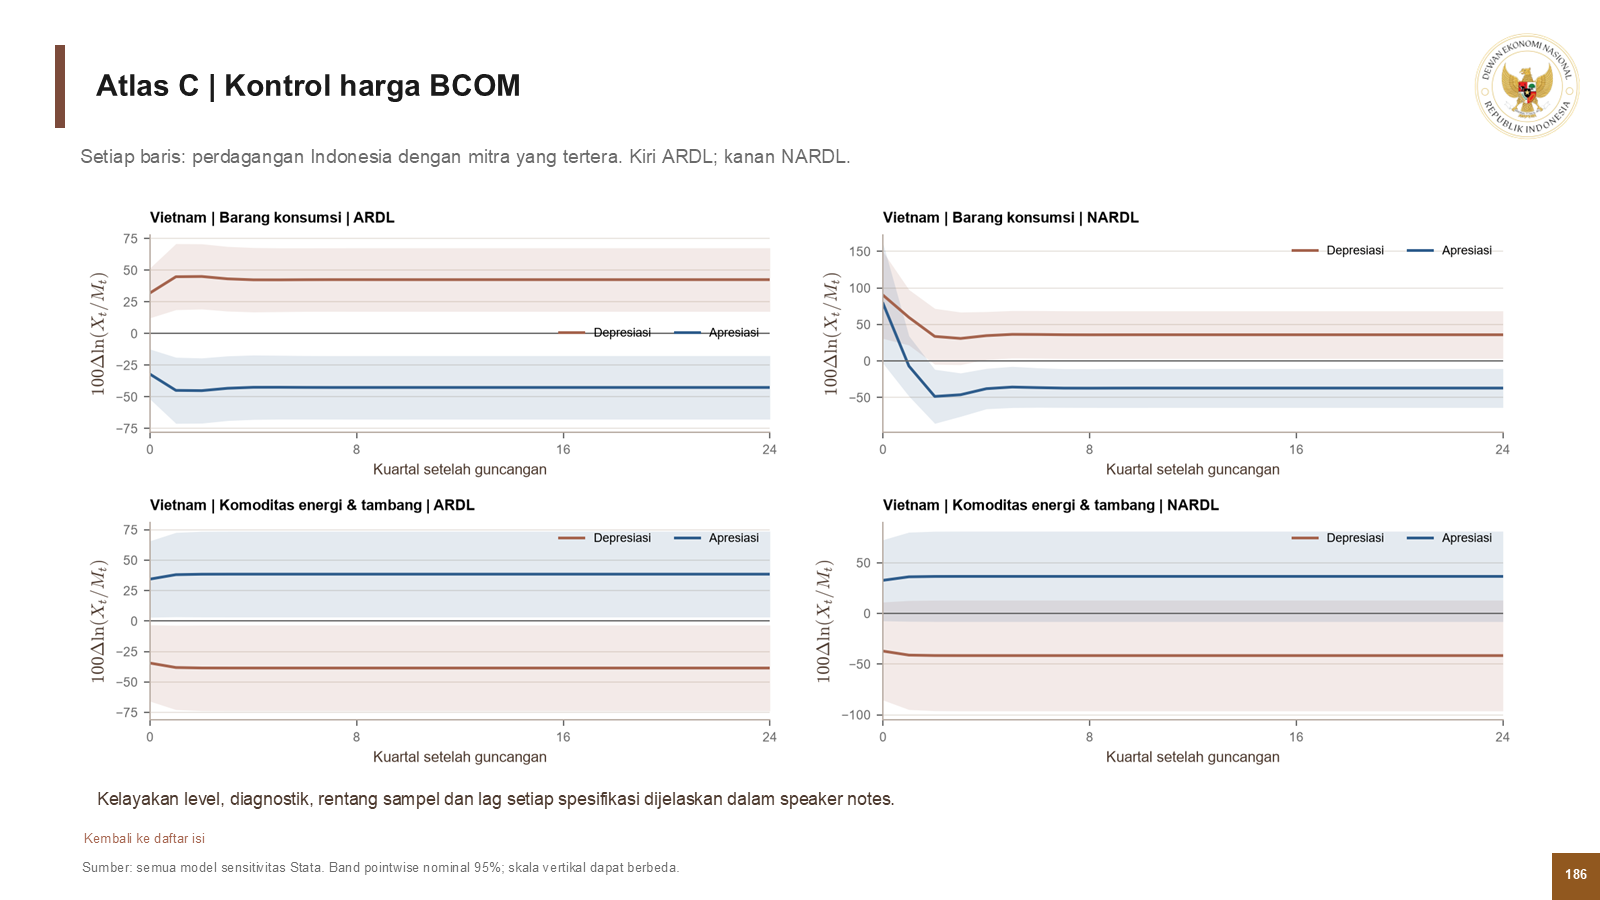 Atlas C | Kontrol harga BCOM
DEWAN EKONOMI NASIONAL
REPUBLIK INDONESIA
Setiap baris: perdagangan Indonesia dengan mitra yang tertera. Kiri ARDL; kanan NARDL.
Vietnam | Barang konsumsi | ARDL
100Δln(Xₜ/Mₜ)
75
50
25
0
−25
−50
−75
Depresiasi
Apresiasi
0
8
16
24
Kuartal setelah guncangan
Vietnam | Barang konsumsi | NARDL
100Δln(Xₜ/Mₜ)
150
100
50
0
−50
Depresiasi
Apresiasi
0
8
16
24
Kuartal setelah guncangan
Vietnam | Komoditas energi & tambang | ARDL
100Δln(Xₜ/Mₜ)
75
50
25
0
−25
−50
−75
Depresiasi
Apresiasi
0
8
16
24
Kuartal setelah guncangan
Vietnam | Komoditas energi & tambang | NARDL
100Δln(Xₜ/Mₜ)
50
0
−50
−100
Depresiasi
Apresiasi
0
8
16
24
Kuartal setelah guncangan
Kelayakan level, diagnostik, rentang sampel dan lag setiap spesifikasi dijelaskan dalam speaker notes.
Kembali ke daftar isi
Sumber: semua model sensitivitas Stata. Band pointwise nominal 95%; skala vertikal dapat berbeda.
186